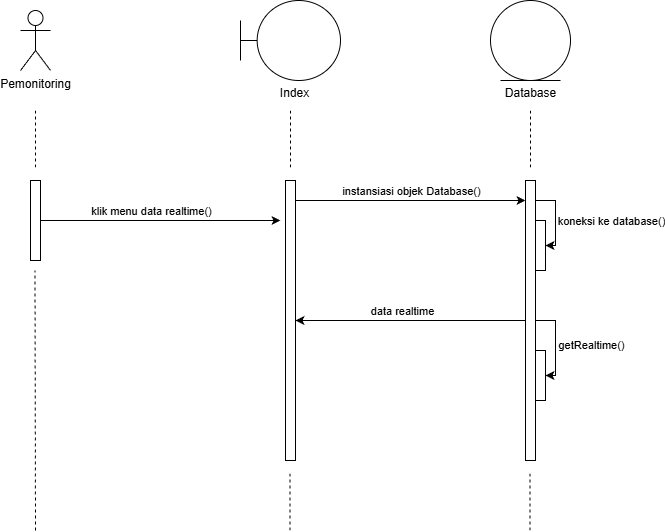 Pemonitoring
Index
Database
instansiasi objek Database()
klik menu data realtime()
koneksi ke database()
data realtime
getRealtime()